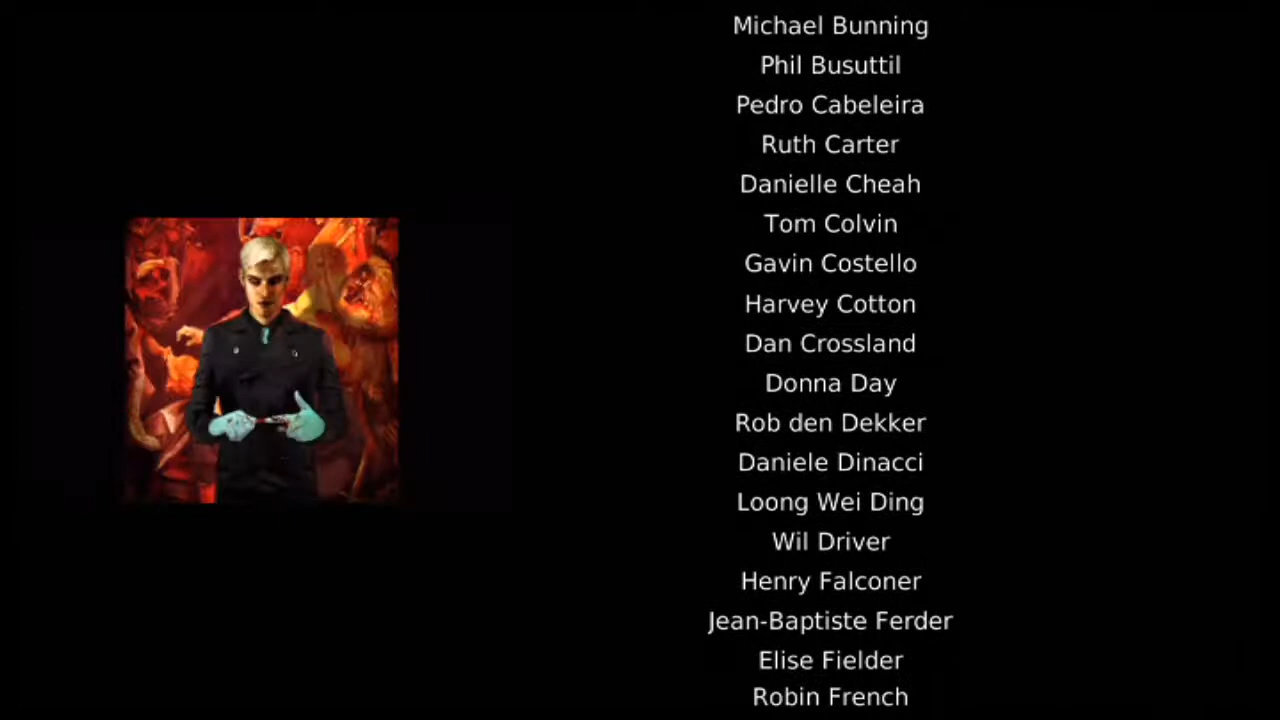 Michael Bunning
Phil Busuttil
Pedro Cabeleira
Ruth Carter
Danielle Cheah
Tom Colvin
Gavin Costello
Harvey Cotton
Dan Crossland
Donna Day
Rob den Dekker
Daniele Dinacci
Loong Wei Ding
Wil Driver
Henry Falconer
Jean-Baptiste Ferder
Elise Fielder
Robin French